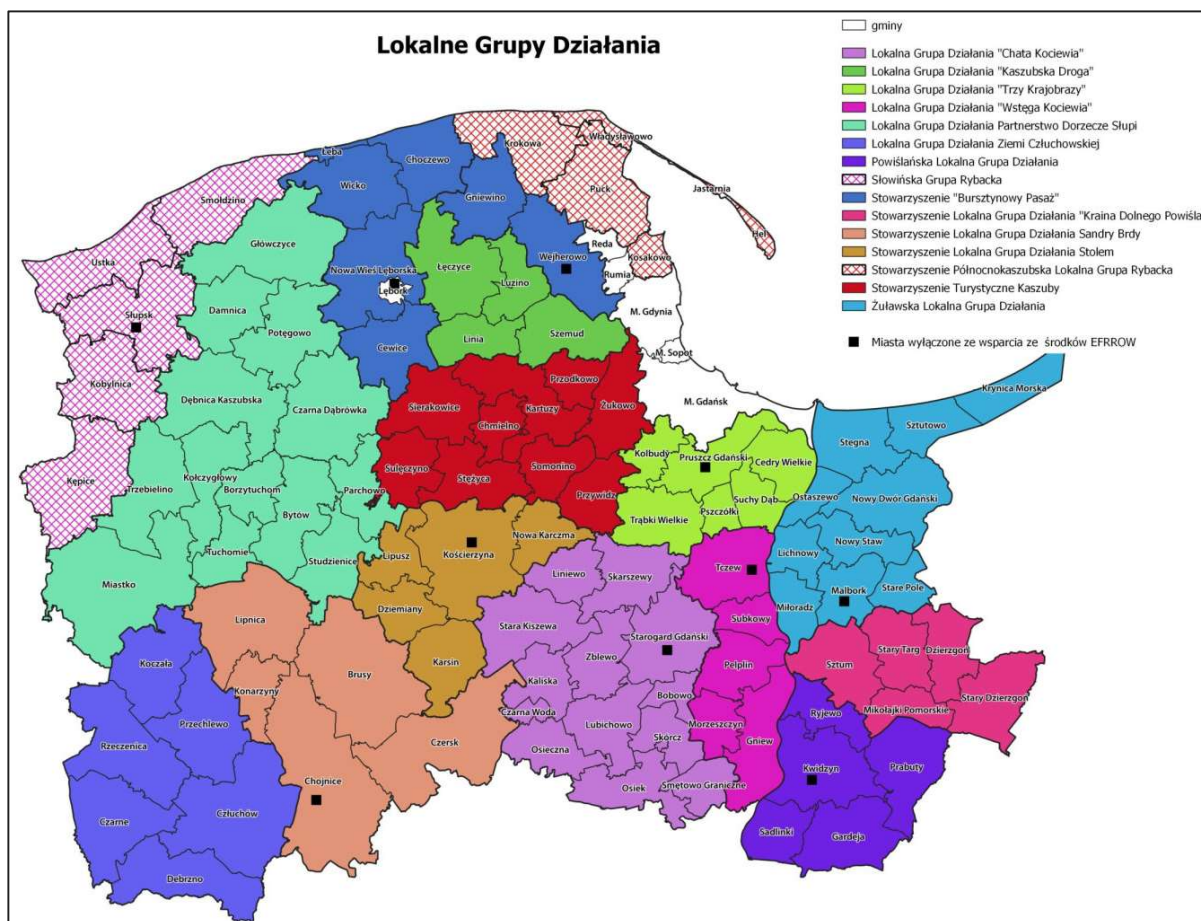 Lokalne Grupy Działania
gminy
Lokalna Grupa Działania "Chata Kociewia"
Lokalna Grupa Działania "Kaszubska Droga"
Lokalna Grupa Działania "Trzy Krajobrazy"
Lokalna Grupa Działania "Wstęga Kociewia"
Lokalna Grupa Działania Partnerstwo Dorzecze Słupi
Lokalna Grupa Działania Ziemi Człuchowskiej
Powiślańska Lokalna Grupa Działania
Słowińska Grupa Rybacka
Stowarzyszenie "Bursztynowy Pasaż"
Stowarzyszenie Lokalna Grupa Działania "Kraina Dolnego Powiśla
Stowarzyszenie Lokalna Grupa Działania Sandry Brdy
Stowarzyszenie Lokalna Grupa Działania Stolem
Stowarzyszenie Północnokaszubska Lokalna Grupa Rybacka
Stowarzyszenie Turystyczne Kaszuby
Żuławska Lokalna Grupa Działania
Miasta wyłączone ze wsparcia ze środków EFRROW
Władysławowo
Krokowa
Łeba
Choczewo
Wicko
Gniewino
Puck
Jastarnia
Smołdzino
Hel
Główczyce
Reda
Kosakowo
Ustka
Wejherowo
Nowa Wieś Lęborska
Łęczyce
Rumia
Luzino
Lębork
Damnica
Słupsk
M. Gdynia
Potęgowo
Linia
Szemud
Cewice
M. Sopot
Kobylnica
Przodkowo
Krynica Morska
Dębnica Kaszubska
Czarna Dąbrówka
Sierakowice
Kartuzy
Żukowo
M. Gdańsk
Chmielno
Sztutowo
Stegna
Kolbudy
Pruszcz Gdański
Cedry Wielkie
Sulęczyno
Stężyca
Somonino
Kępice
Trzebielino
Kołczygłowy
Borzytuchom
Parchowo
Przywidz
Suchy Dąb
Ostaszewo
Nowy Dwór Gdański
Bytów
Trąbki Wielkie
Pszczółki
Nowa Karczma
Nowy Staw
Tuchomie
Studzienice
Lipusz
Kościerzyna
Lichnowy
Miastko
Liniewo
Skarszewy
Tczew
Malbork
Stare Pole
Dziemiany
Miłoradz
Lipnica
Stara Kiszewa
Subkowy
Starogard Gdański
Koczała
Karsin
Zblewo
Pelplin
Sztum
Stary Targ
Dzierzgoń
Brusy
Kaliska
Konarzyny
Bobowo
Stary Dzierzgoń
Czarna Woda
Mikołajki Pomorskie
Ryjewo
Przechlewo
Lubichowo
Morzeszczyn
Skórcz
Gniew
Czersk
Rzeczenica
Osieczna
Prabuty
Kwidzyn
Chojnice
Osiek
Smętowo Graniczne
Człuchów
Czarne
Sadlinki
Gardeja
Debrzno